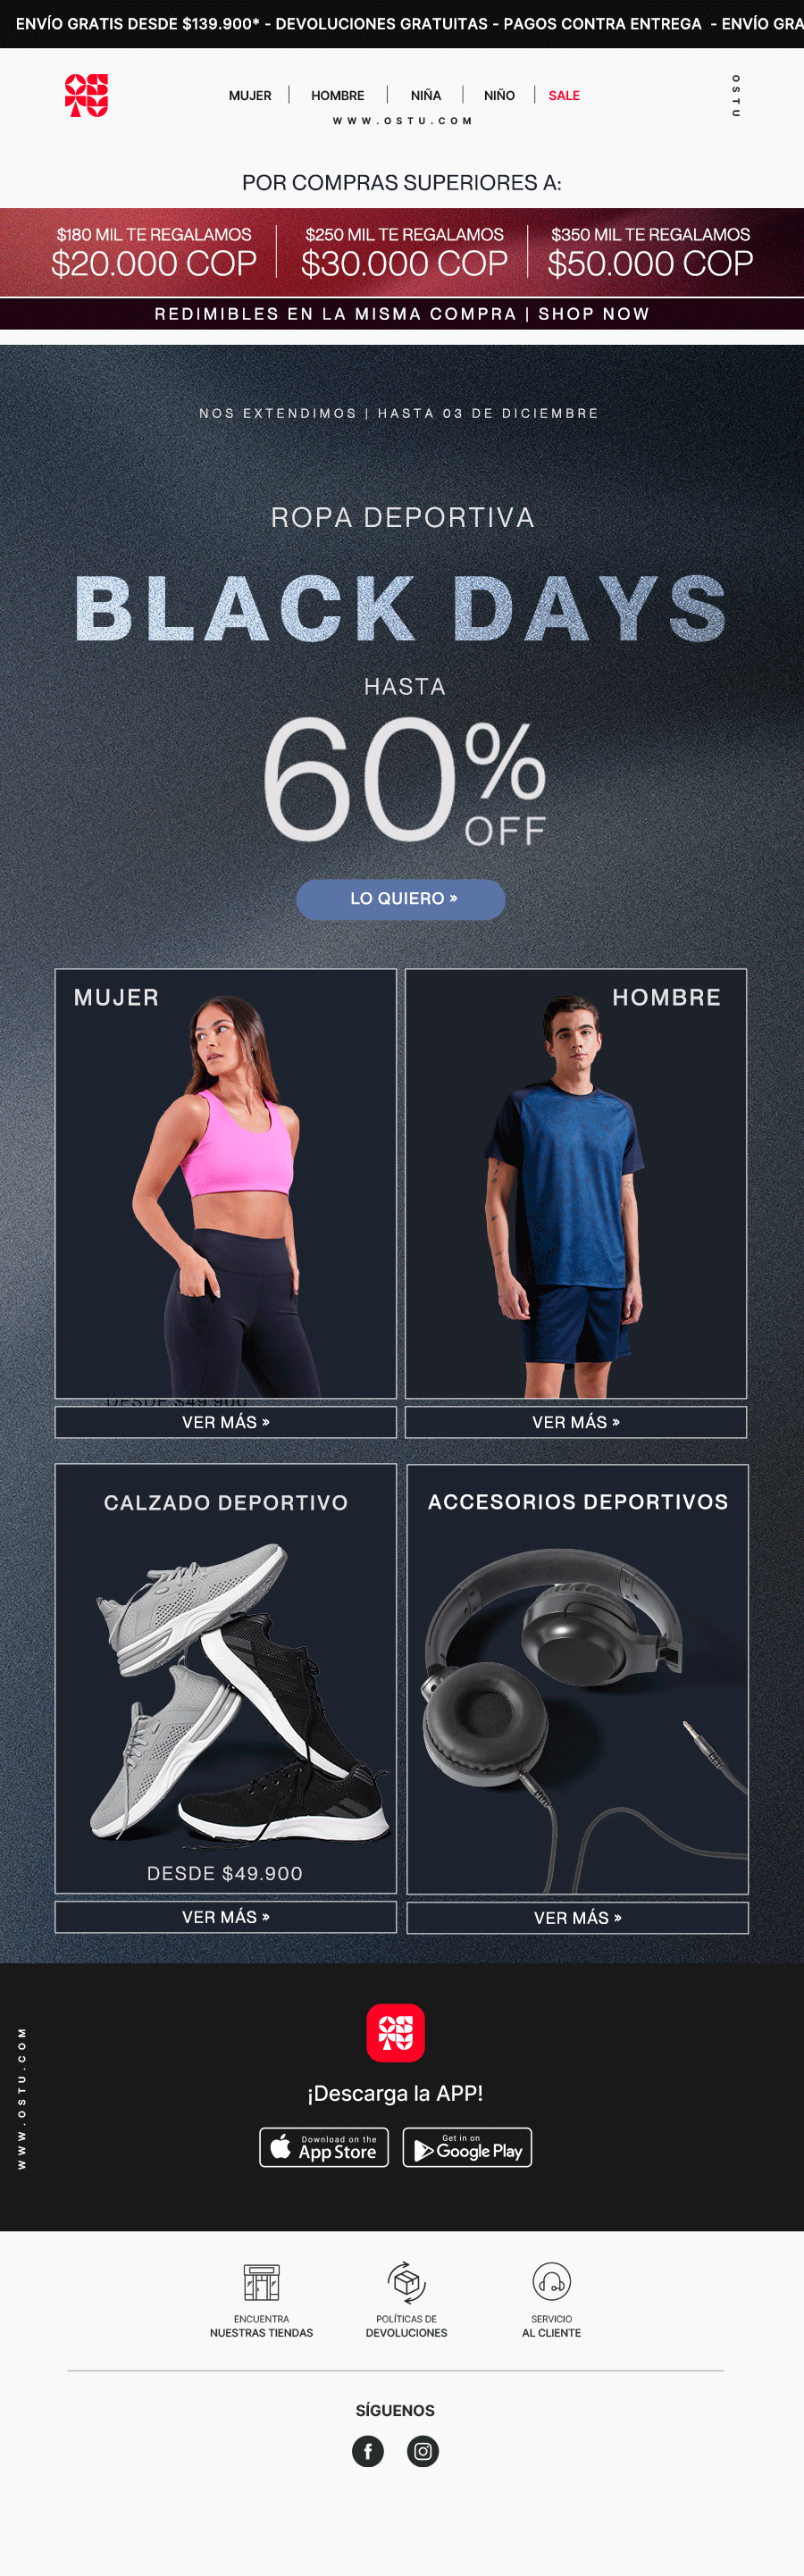 ENVÍO GRATIS DESDE $139.900* - DEVOLUCIONES GRATUITAS - PAGOS CONTRA ENTREGA - ENVÍO GRA
OSTU
MUJER | HOMBRE | NIÑA | NIÑO | SALE
WWW.OSTU.COM
OSTU
POR COMPRAS SUPERIORES A:
$180 MIL TE REGALAMOS
$20.000 COP
$250 MIL TE REGALAMOS
$30.000 COP
$350 MIL TE REGALAMOS
$50.000 COP
REDIMIBLES EN LA MISMA COMPRA | SHOP NOW
NOS EXTENDIMOS | HASTA 03 DE DICIEMBRE
ROPA DEPORTIVA
BLACK DAYS
HASTA
60%
OFF
LO QUIERO »
MUJER
HOMBRE
DESDE $49.900
VER MÁS »
VER MÁS »
CALZADO DEPORTIVO
ACCESORIOS DEPORTIVOS
DESDE $49.900
VER MÁS »
VER MÁS »
WWW.OSTU.COM
OSTU
¡Descarga la APP!
Download on the
App Store
Get in on
Google Play
ENCUENTRA
NUESTRAS TIENDAS
POLÍTICAS DE
DEVOLUCIONES
SERVICIO
AL CLIENTE
SÍGUENOS